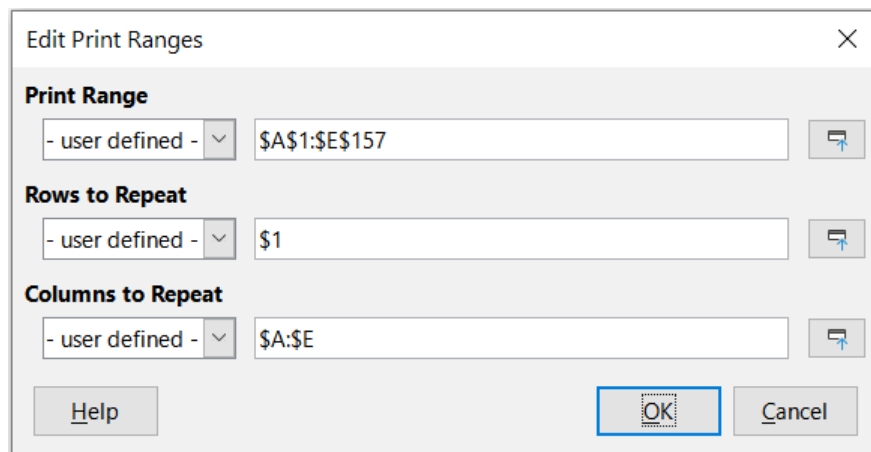 Edit Print Ranges
Print Range
- user defined - $A$1:$E$157
Rows to Repeat
- user defined - $1
Columns to Repeat
- user defined - $A:$E
Help OK Cancel